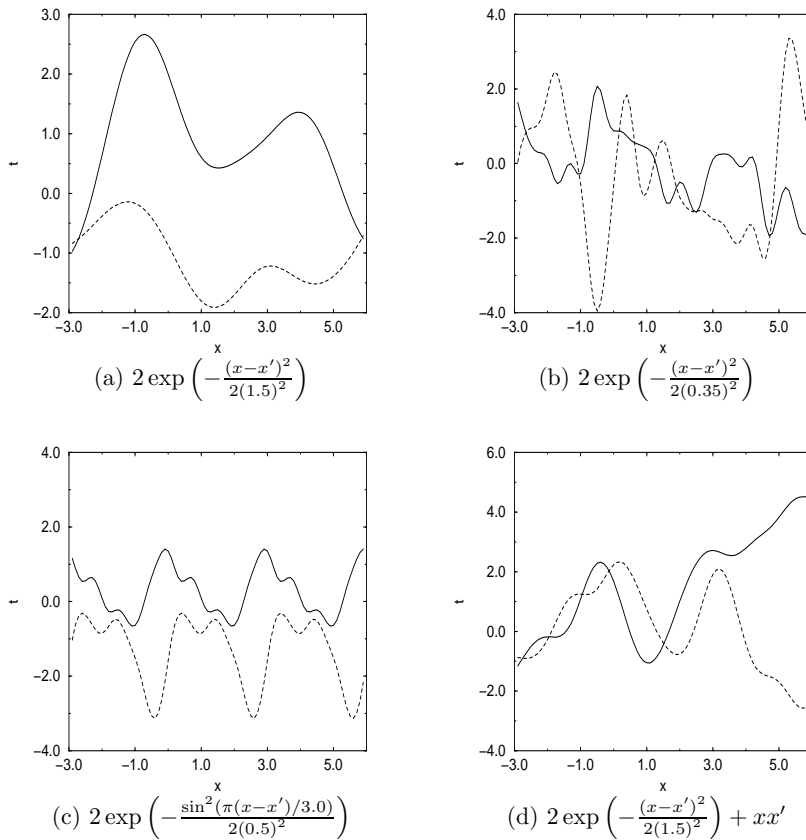 3.0
2.0
1.0
0.0
−1.0
−2.0
t
−3.0 −1.0 1.0 3.0 5.0
x
(a) 2 exp (−(x−x′)²/2(1.5)²)
4.0
2.0
0.0
−2.0
−4.0
t
−3.0 −1.0 1.0 3.0 5.0
x
(b) 2 exp (−(x−x′)²/2(0.35)²)
4.0
2.0
0.0
−2.0
−4.0
t
−3.0 −1.0 1.0 3.0 5.0
x
(c) 2 exp (−sin²(π(x−x′)/3.0)/2(0.5)²)
6.0
4.0
2.0
0.0
−2.0
−4.0
t
−3.0 −1.0 1.0 3.0 5.0
x
(d) 2 exp (−(x−x′)²/2(1.5)²) + xx′